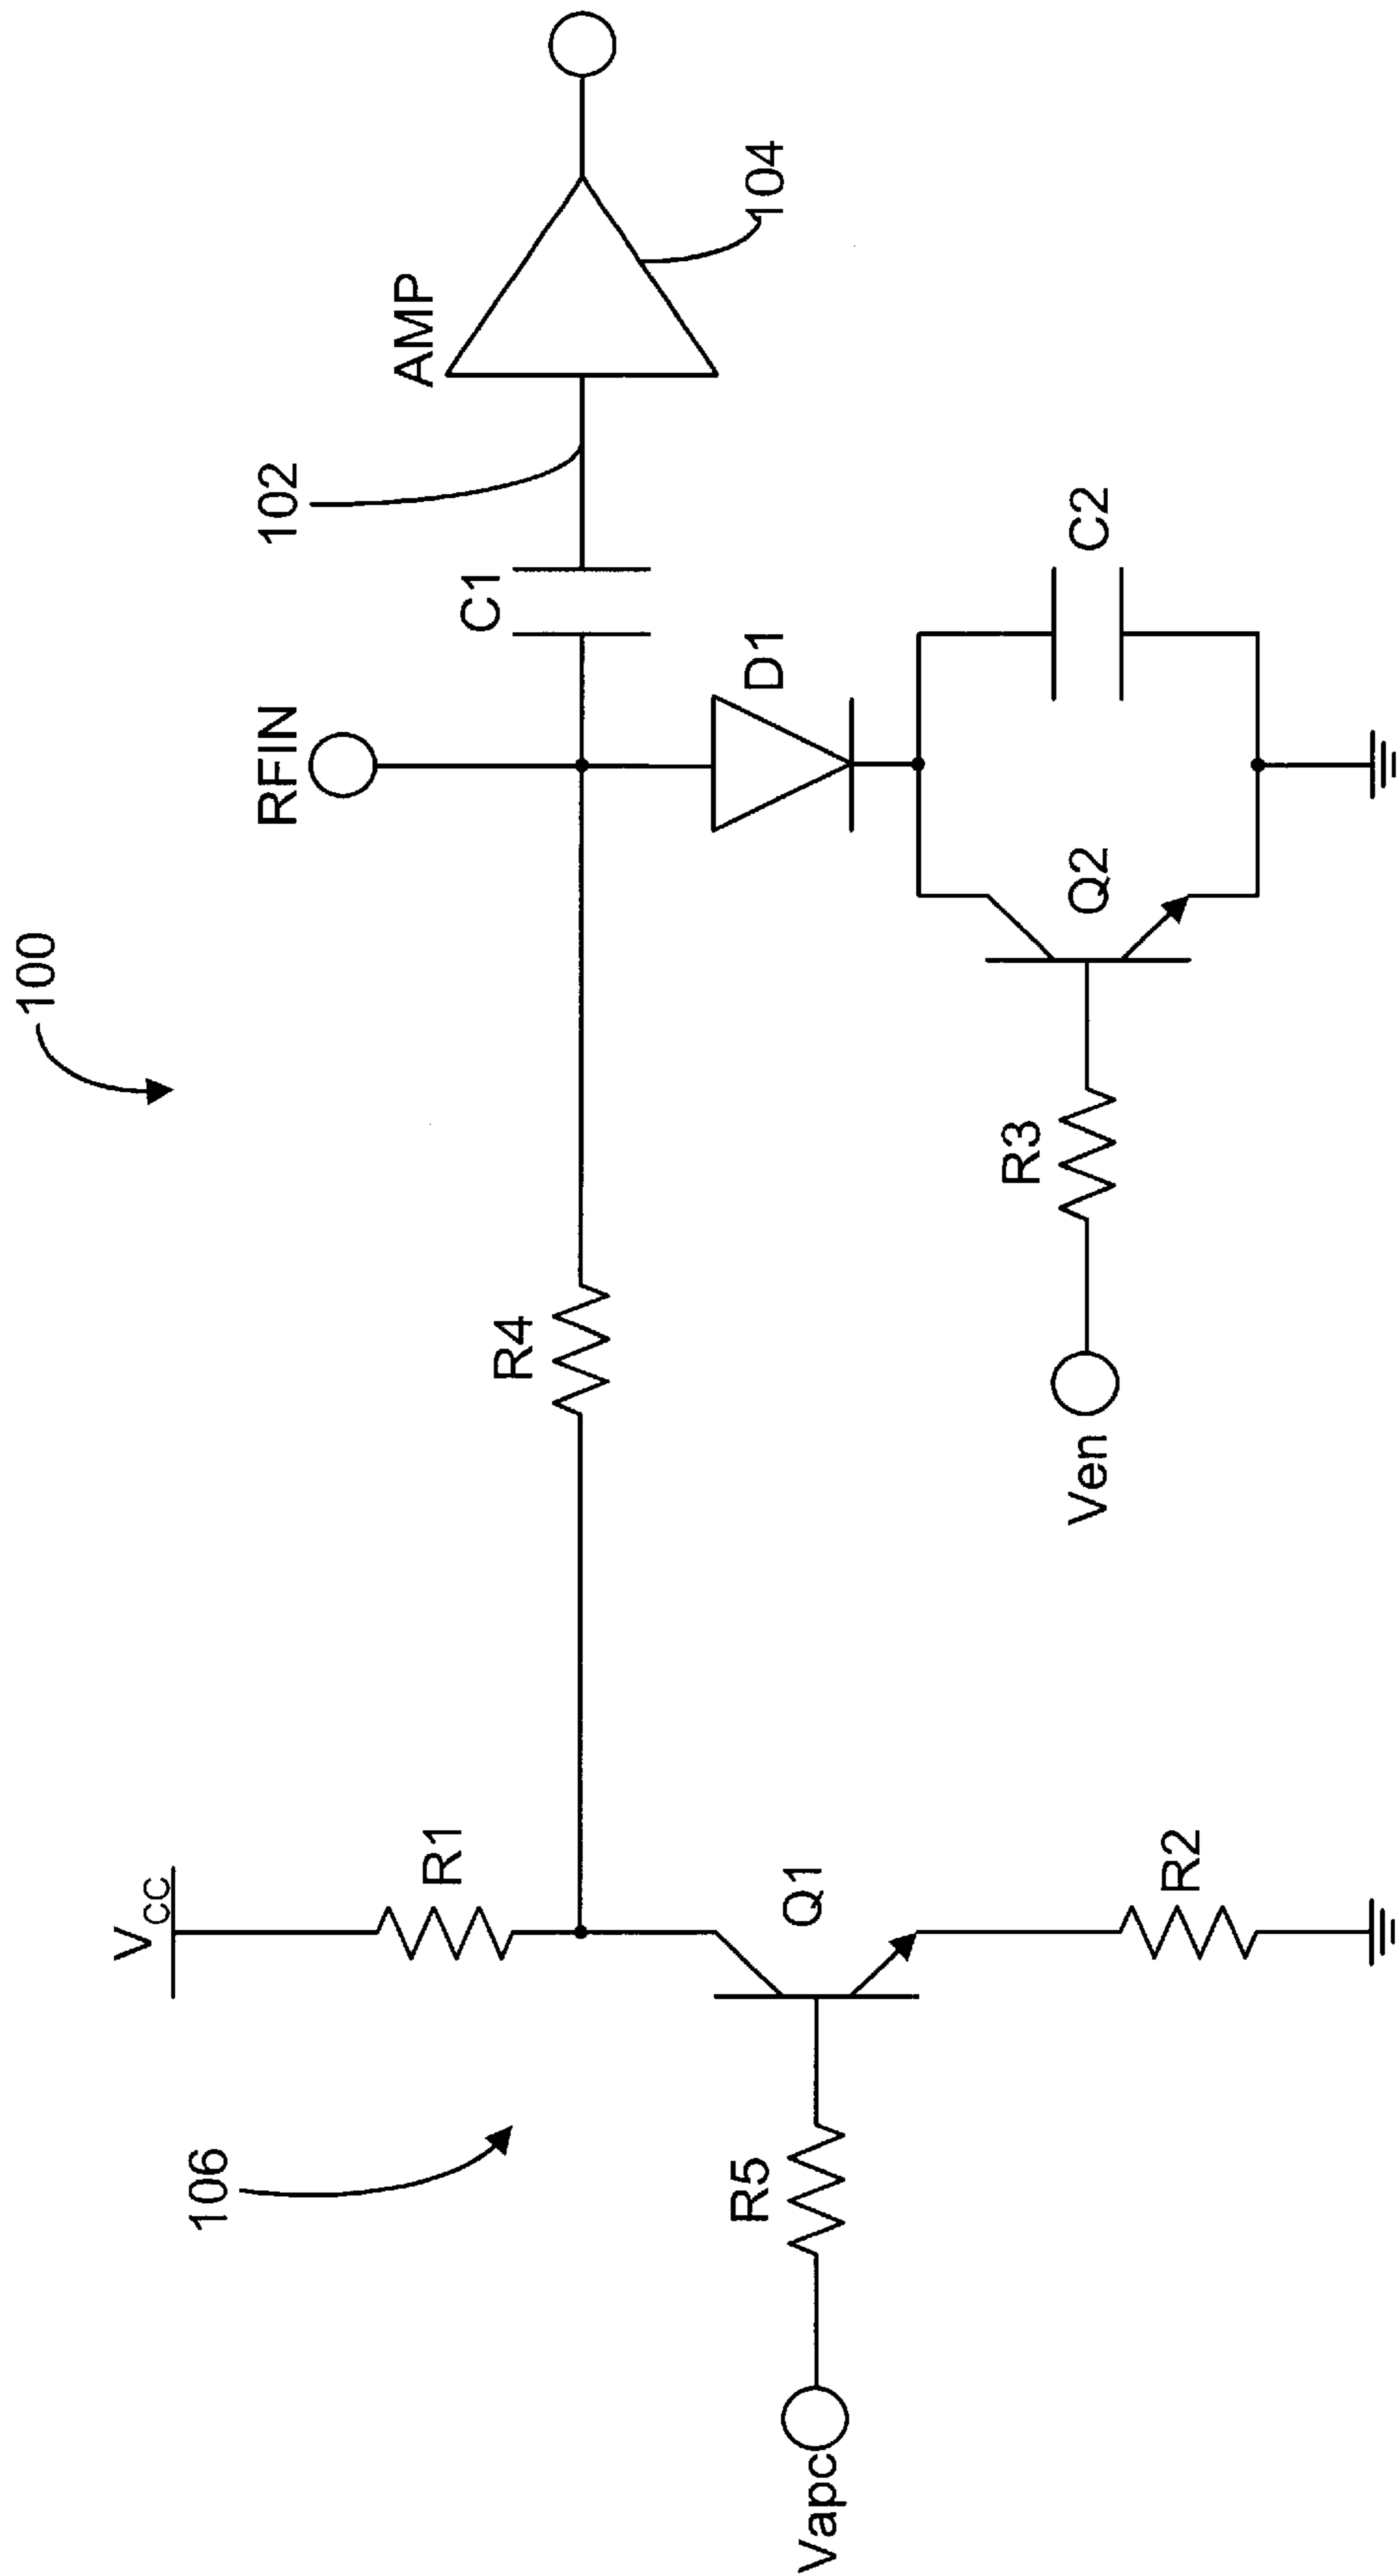 100
RFIN
102
AMP
104
C1
D1
C2
Q2
R3
Ven
R4
VCC
R1
Q1
R2
106
R5
Vapc